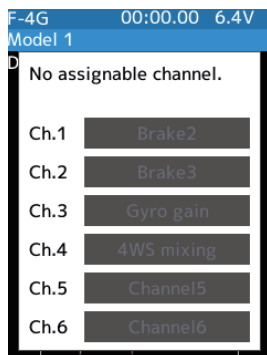 F-4G 00:00.00 6.4V
Model 1
D
No assignable channel.
Ch.1 Brake2
Ch.2 Brake3
Ch.3 Gyro gain
Ch.4 4WS mixing
Ch.5 Channel5
Ch.6 Channel6